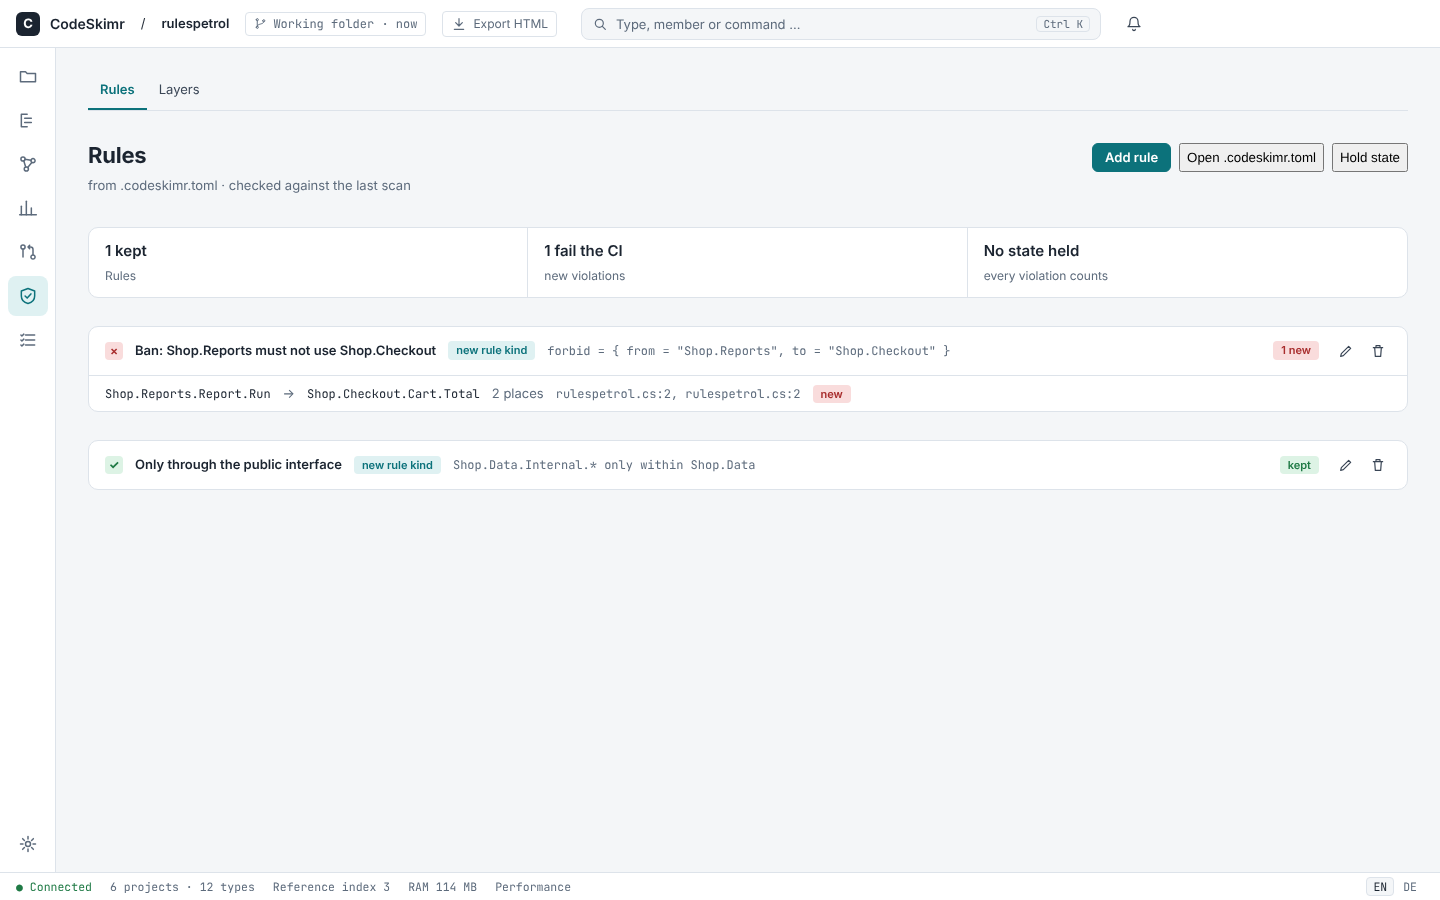 C CodeSkimr / rulespetrol Working folder · now Export HTML Type, member or command ... Ctrl K
Rules Layers
Rules
from .codeskimr.toml · checked against the last scan
Add rule Open .codeskimr.toml Hold state
1 kept
Rules
1 fail the CI
new violations
No state held
every violation counts
Ban: Shop.Reports must not use Shop.Checkout new rule kind forbid = { from = "Shop.Reports", to = "Shop.Checkout" } 1 new
Shop.Reports.Report.Run → Shop.Checkout.Cart.Total 2 places rulespetrol.cs:2, rulespetrol.cs:2 new
Only through the public interface new rule kind Shop.Data.Internal.* only within Shop.Data kept
Connected 6 projects · 12 types Reference index 3 RAM 114 MB Performance EN DE